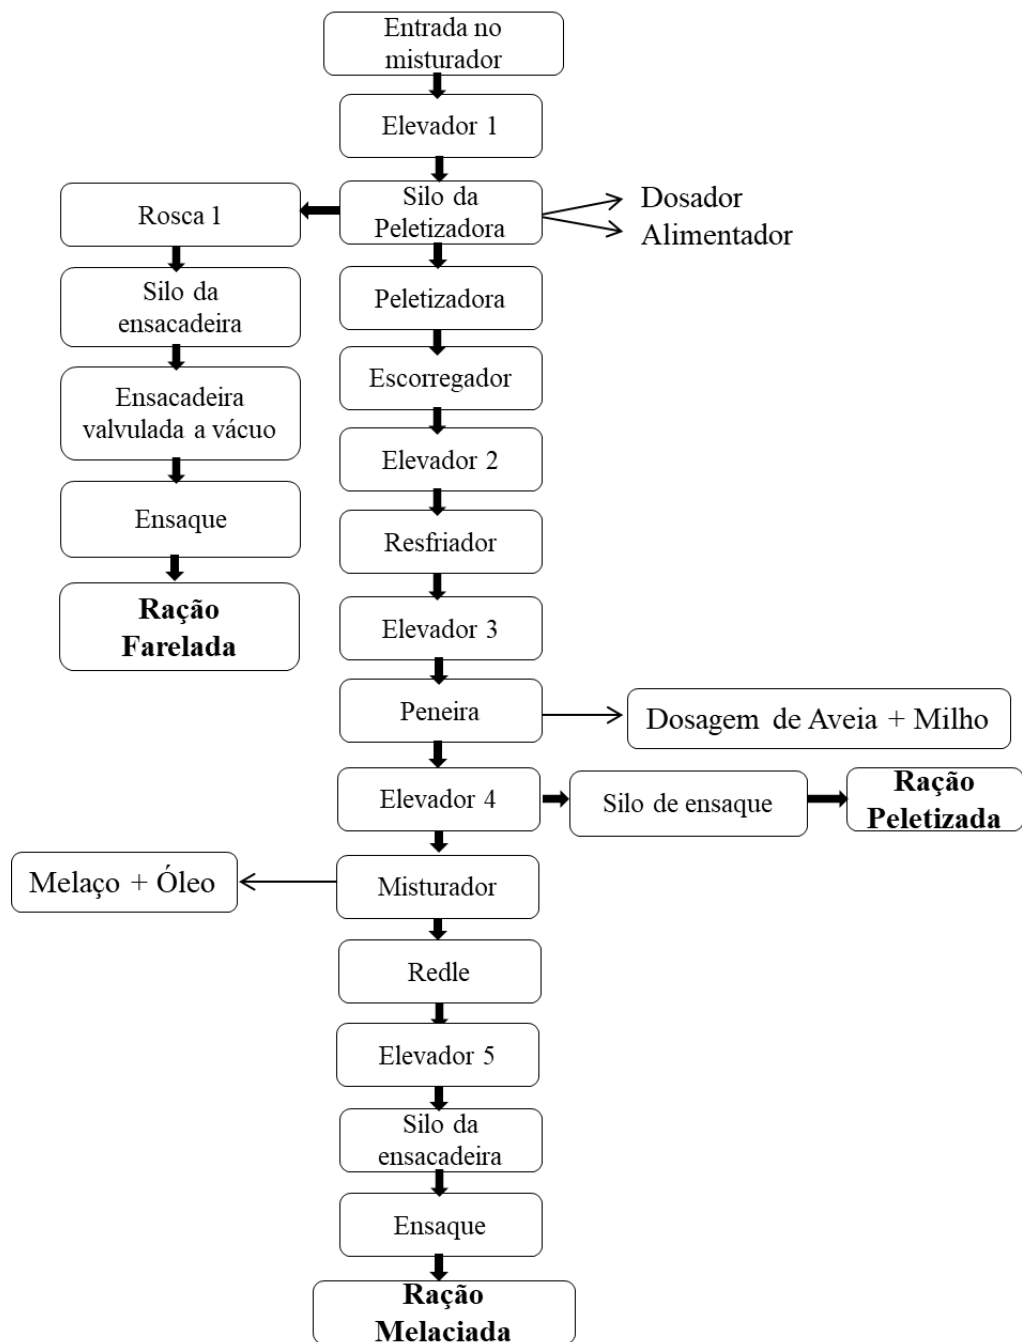 Entrada no
misturador
Elevador 1
Silo da
Peletizadora
Dosador
Alimentador
Rosca 1
Silo da
ensacadeira
Ensacadeira
valvulada a vácuo
Ensaque
Ração
Farelada
Peletizadora
Escorregador
Elevador 2
Resfriador
Elevador 3
Peneira
Dosagem de Aveia + Milho
Elevador 4
Silo de ensaque
Ração
Peletizada
Misturador
Melaço + Óleo
Redle
Elevador 5
Silo da
ensacadeira
Ensaque
Ração
Melaciada